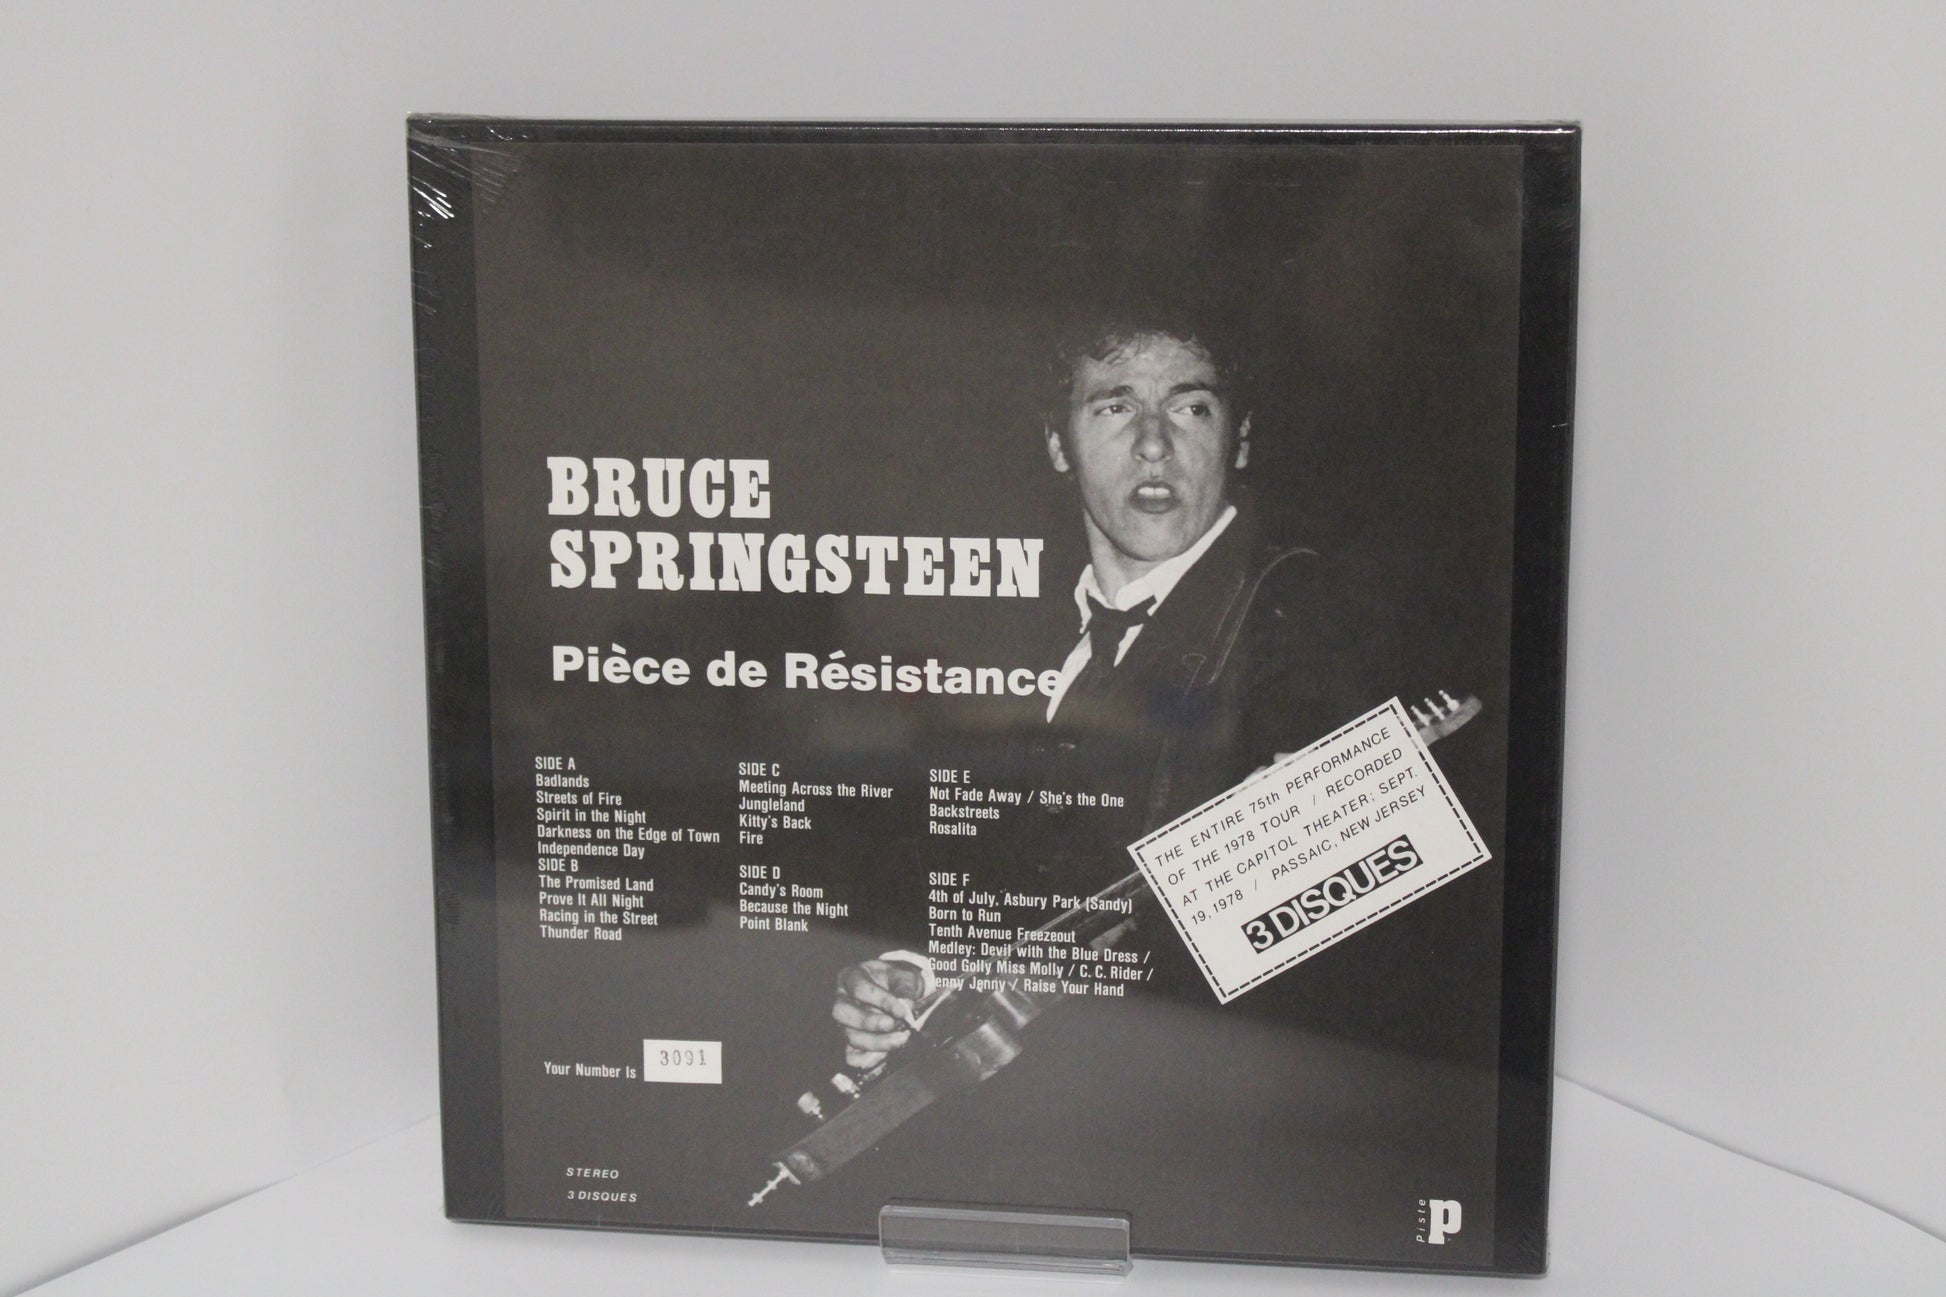 BRUCE
SPRINGSTEEN
Pièce de Résistance
SIDE A
Badlands
Streets of Fire
Spirit in the Night
Darkness on the Edge of Town
Independence Day
SIDE B
The Promised Land
Prove It All Night
Racing in the Street
Thunder Road
SIDE C
Meeting Across the River
Jungleland
Kitty's Back
Fire
SIDE D
Candy's Room
Because the Night
Point Blank
SIDE E
Not Fade Away / She's the One
Backstreets
Rosalita
SIDE F
4th of July, Asbury Park (Sandy)
Born to Run
Tenth Avenue Freezeout
Medley: Devil with the Blue Dress /
Good Golly Miss Molly / C. C. Rider /
Jenny Jenny / Raise Your Hand
THE ENTIRE 75th PERFORMANCE
OF THE 1978 TOUR / RECORDED
AT THE CAPITOL THEATER; SEPT.
19, 1978 / PASSAIC, NEW JERSEY
3 DISQUES
Your Number Is 3091
STEREO
3 DISQUES
Piste p